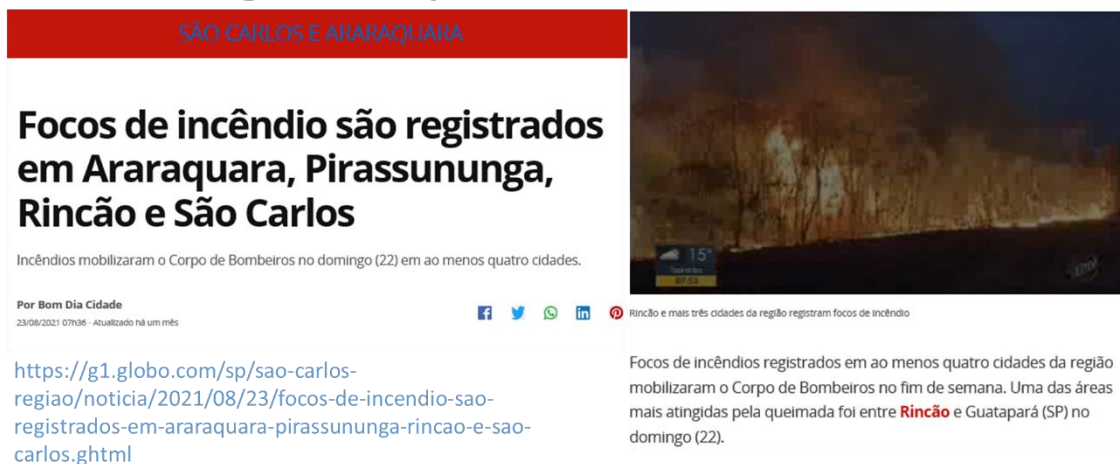 SÃO CARLOS E ARARAQUARA
Focos de incêndio são registrados
em Araraquara, Pirassununga,
Rincão e São Carlos
Incêndios mobilizaram o Corpo de Bombeiros no domingo (22) em ao menos quatro cidades.
Por Bom Dia Cidade
23/08/2021 07h36 · Atualizado há um mês
https://g1.globo.com/sp/sao-carlos-
regiao/noticia/2021/08/23/focos-de-incendio-sao-
registrados-em-araraquara-pirassununga-rincao-e-sao-
carlos.ghtml
15°
07:53
Rincão e mais três cidades da região registram focos de incêndio
Focos de incêndios registrados em ao menos quatro cidades da região
mobilizaram o Corpo de Bombeiros no fim de semana. Uma das áreas
mais atingidas pela queimada foi entre Rincão e Guatapará (SP) no
domingo (22).